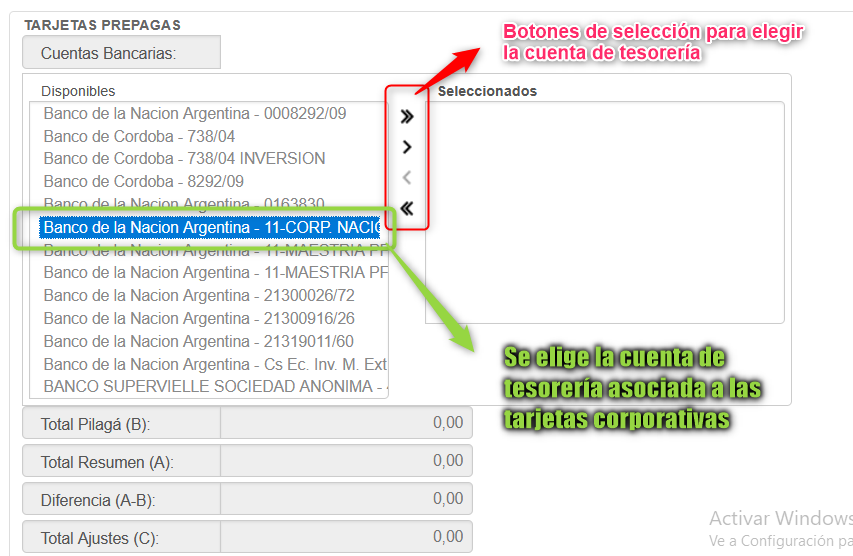 TARJETAS PREPAGAS
Cuentas Bancarias:
Botones de selección para elegir
la cuenta de tesorería
Disponibles
Seleccionados
Banco de la Nacion Argentina - 0008292/09
Banco de Cordoba - 738/04
Banco de Cordoba - 738/04 INVERSION
Banco de Cordoba - 8292/09
Banco de la Nacion Argentina - 0163830
Banco de la Nacion Argentina - 11-CORP. NACIO
Banco de la Nacion Argentina - 11-MAESTRIA PF
Banco de la Nacion Argentina - 11-MAESTRIA PF
Banco de la Nacion Argentina - 21300026/72
Banco de la Nacion Argentina - 21300916/26
Banco de la Nacion Argentina - 21319011/60
Banco de la Nacion Argentina - Cs Ec. Inv. M. Ext
BANCO SUPERVIELLE SOCIEDAD ANONIMA -
Se elige la cuenta de
tesorería asociada a las
tarjetas corporativas
Total Pilagá (B): 0,00
Total Resumen (A): 0,00
Diferencia (A-B): 0,00
Total Ajustes (C): 0,00
Activar Windows
Ve a Configuración pa